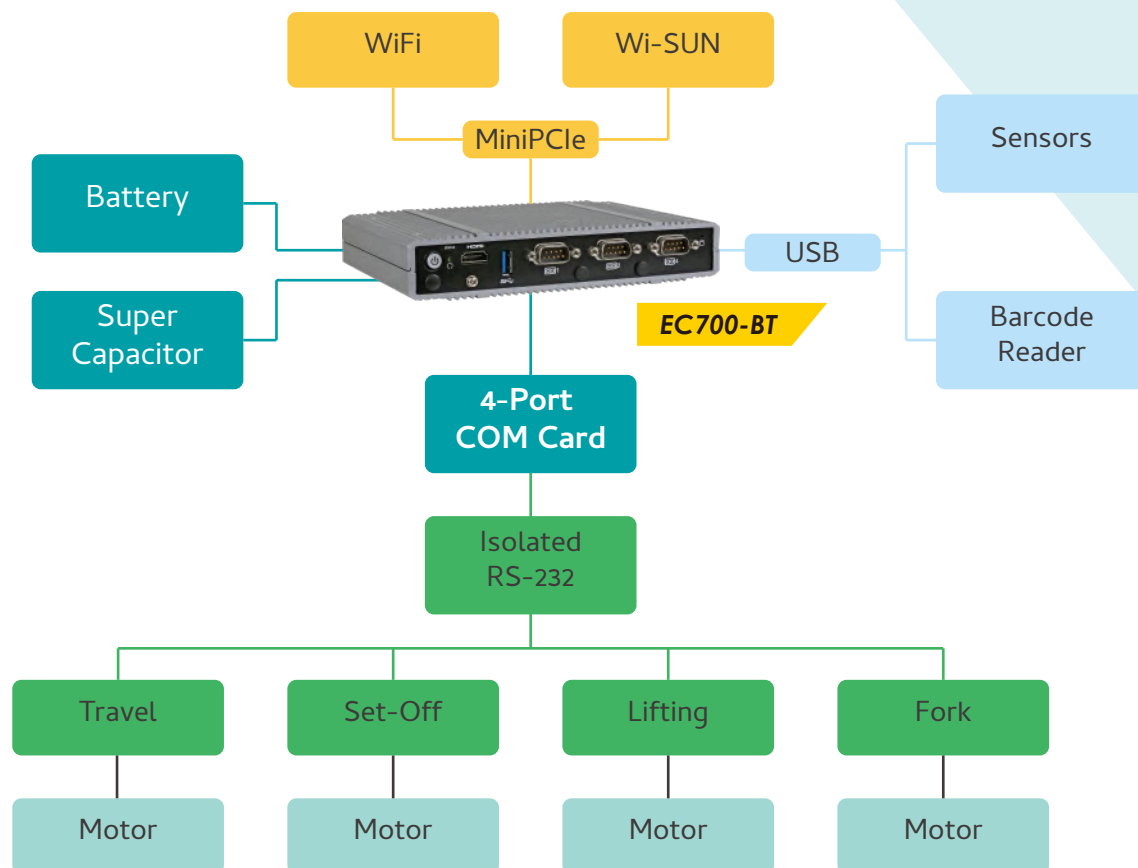 WiFi
Wi-SUN
MiniPCIe
Sensors
Battery
USB
Super
Capacitor
EC700-BT
Barcode
Reader
4-Port
COM Card
Isolated
RS-232
Travel
Set-Off
Lifting
Fork
Motor
Motor
Motor
Motor